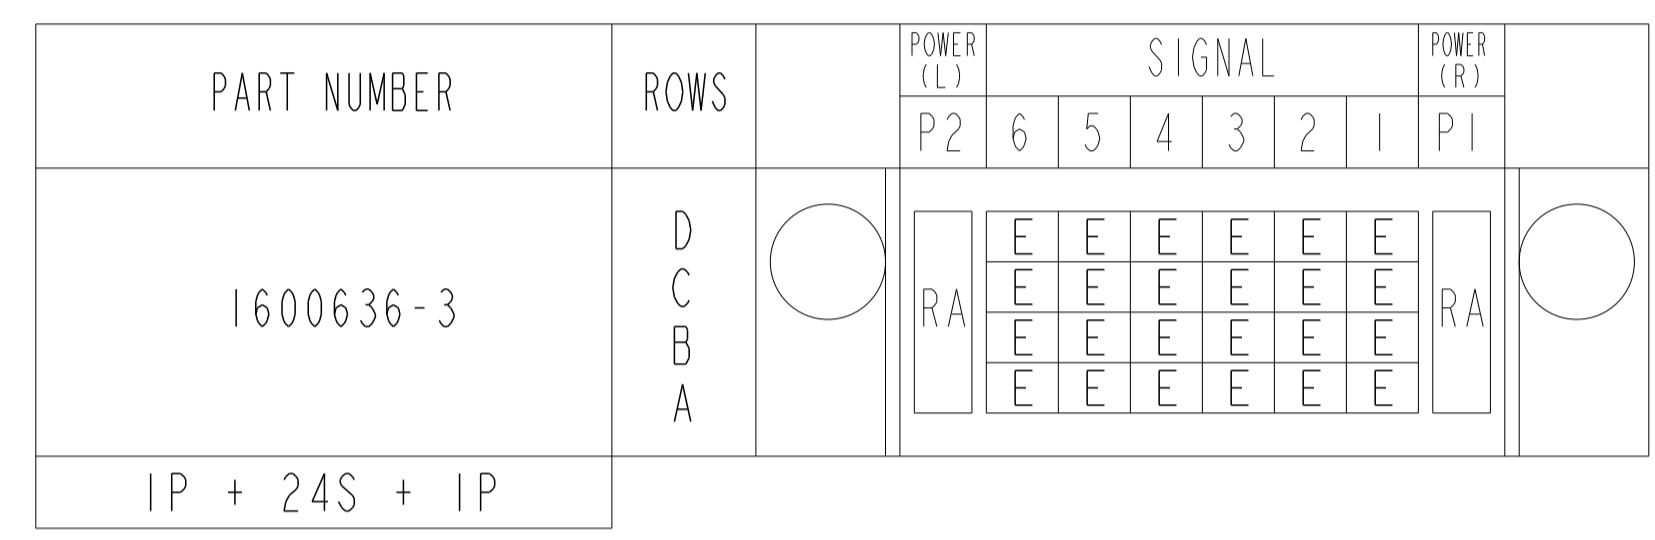 PART NUMBER ROWS POWER (L) SIGNAL POWER (R)
P2 6 5 4 3 2 1 P1
1600636-3
D E E E E E E
C E E E E E E
RA RA
B E E E E E E
A E E E E E E
1P + 24S + 1P